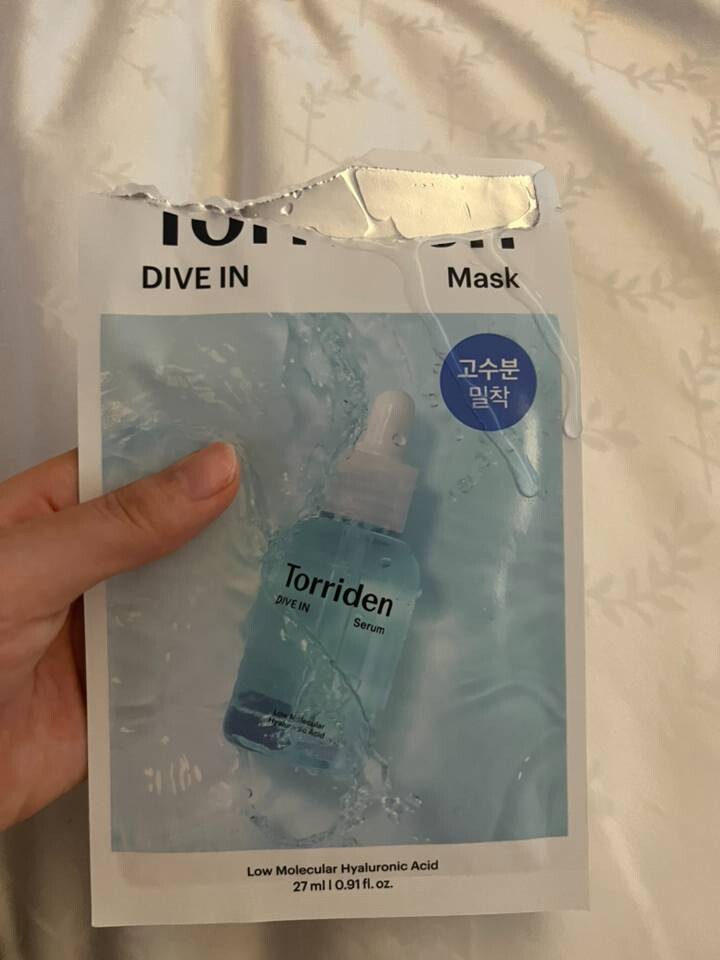 DIVE IN
Mask
고수분
밀착
Torriden
DIVE IN
Serum
Low Molecular
Hyaluronic Acid
Low Molecular Hyaluronic Acid
27 ml | 0.91 fl. oz.